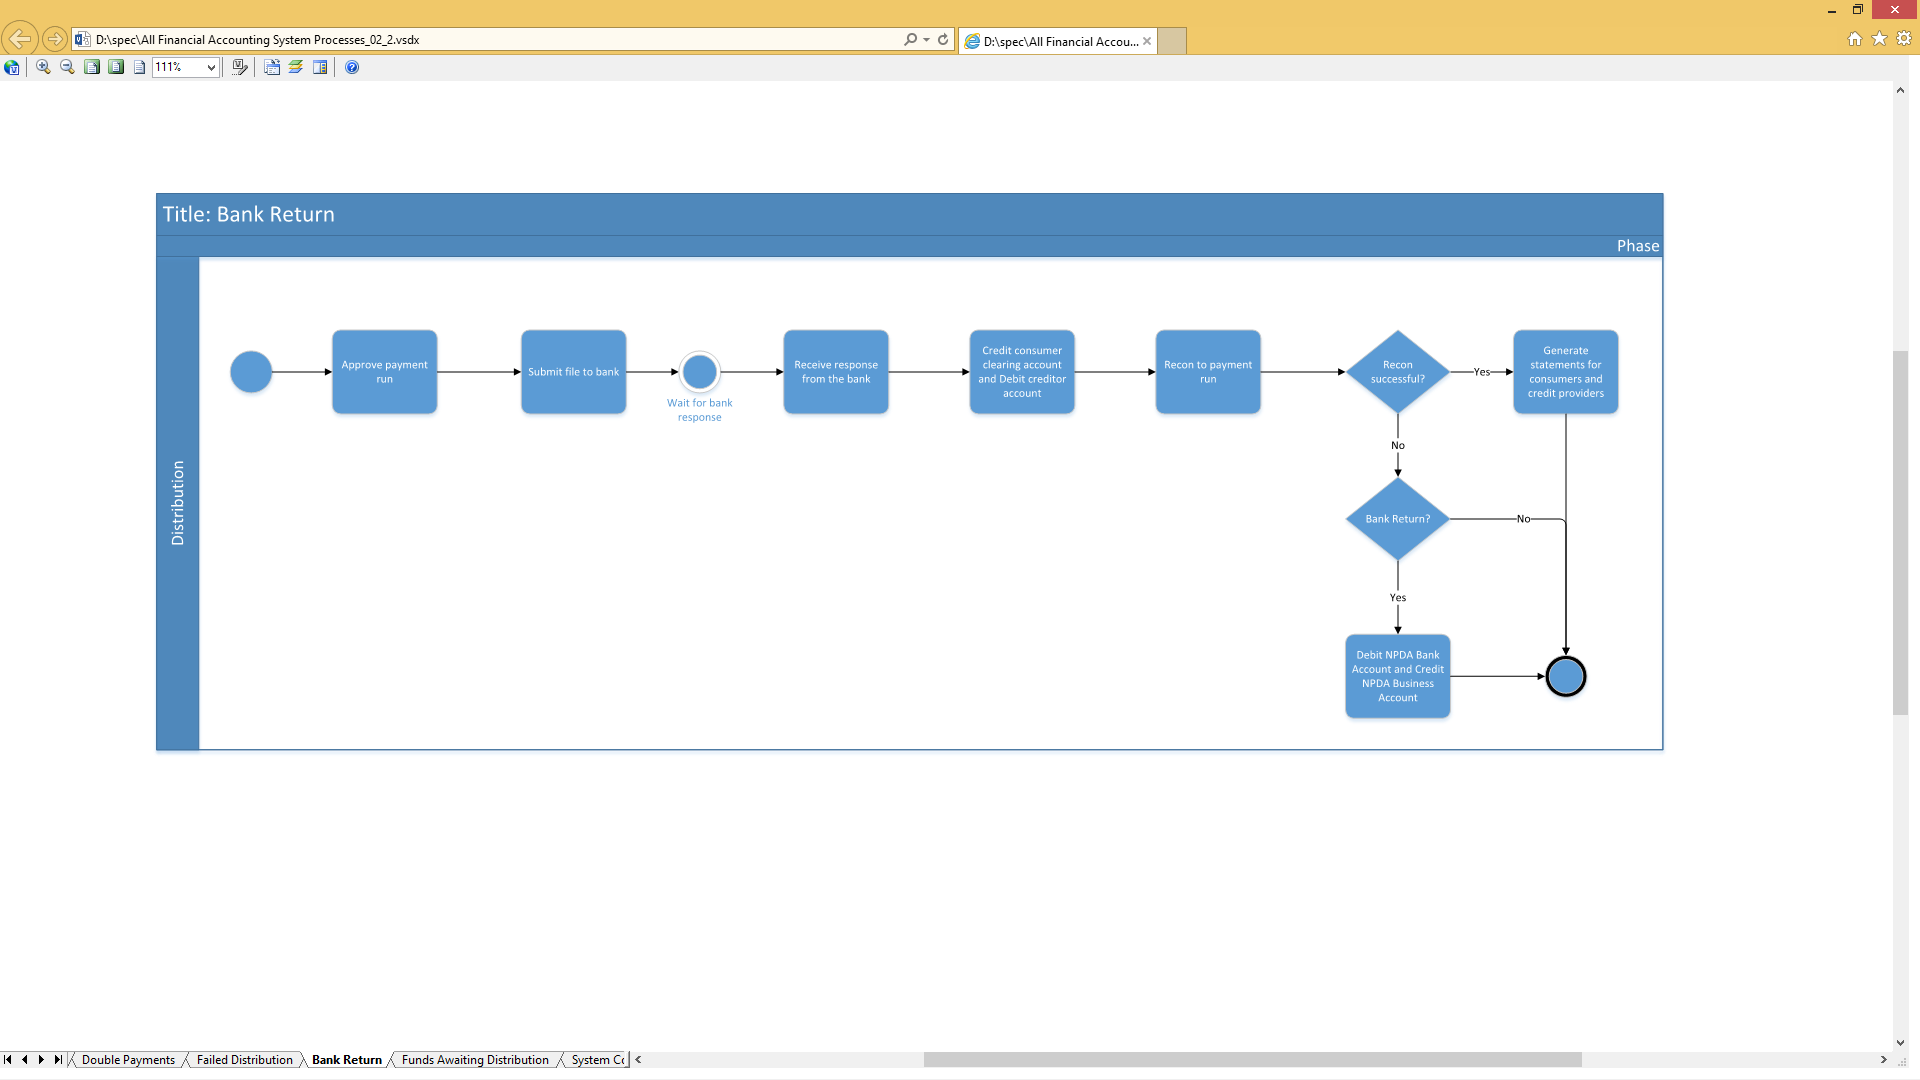 D:\spec\All Financial Accounting System Processes_02_2.vsdx
D:\spec\All Financial Accou...
111%
Title: Bank Return
Phase
Distribution
Approve payment
run
Submit file to bank
Wait for bank
response
Receive response
from the bank
Credit consumer
clearing account
and Debit creditor
account
Recon to payment
run
Recon
successful?
Yes
Generate
statements for
consumers and
credit providers
No
Bank Return?
No
Yes
Debit NPDA Bank
Account and Credit
NPDA Business
Account
Double Payments
Failed Distribution
Bank Return
Funds Awaiting Distribution
System